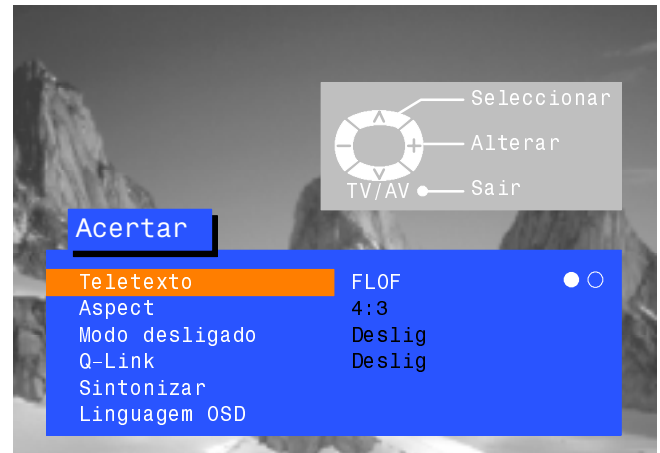 Seleccionar
Alterar
TV/AV Sair
Acertar
Teletexto FLOF
Aspect 4:3
Modo desligado Deslig
Q-Link Deslig
Sintonizar
Linguagem OSD